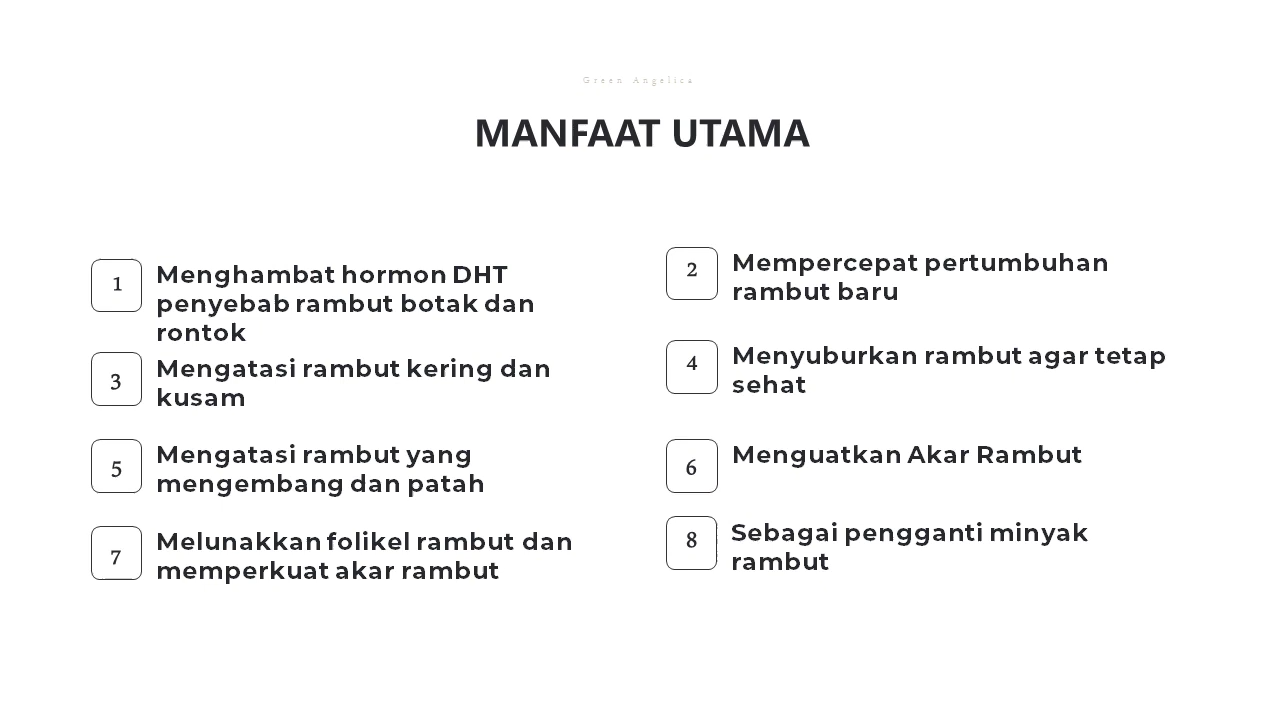 Green Angelica
MANFAAT UTAMA
1
Menghambat hormon DHT
penyebab rambut botak dan
rontok
2
Mempercepat pertumbuhan
rambut baru
3
Mengatasi rambut kering dan
kusam
4
Menyuburkan rambut agar tetap
sehat
5
Mengatasi rambut yang
mengembang dan patah
6
Menguatkan Akar Rambut
7
Melunakkan folikel rambut dan
memperkuat akar rambut
8
Sebagai pengganti minyak
rambut